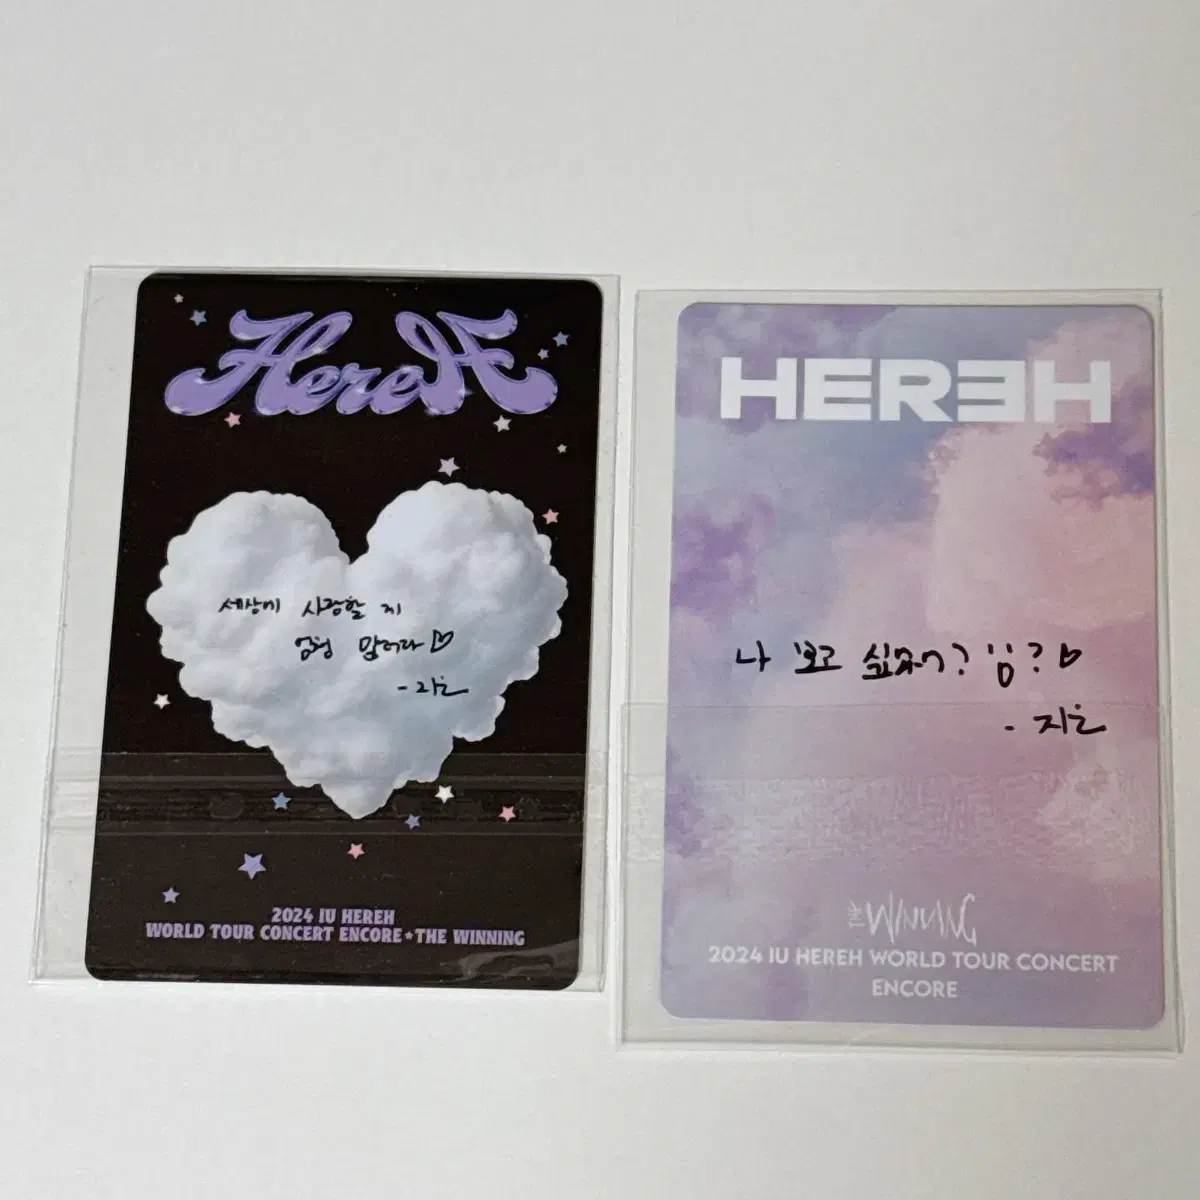 HereH
세상에 사랑할 게
엄청 많더라♡
-지은
2024 IU HEREH
WORLD TOUR CONCERT ENCORE★THE WINNING
HERƎH
나 보고 싶었어? 응?♡
- 지은
THE WINNING
2024 IU HEREH WORLD TOUR CONCERT
ENCORE